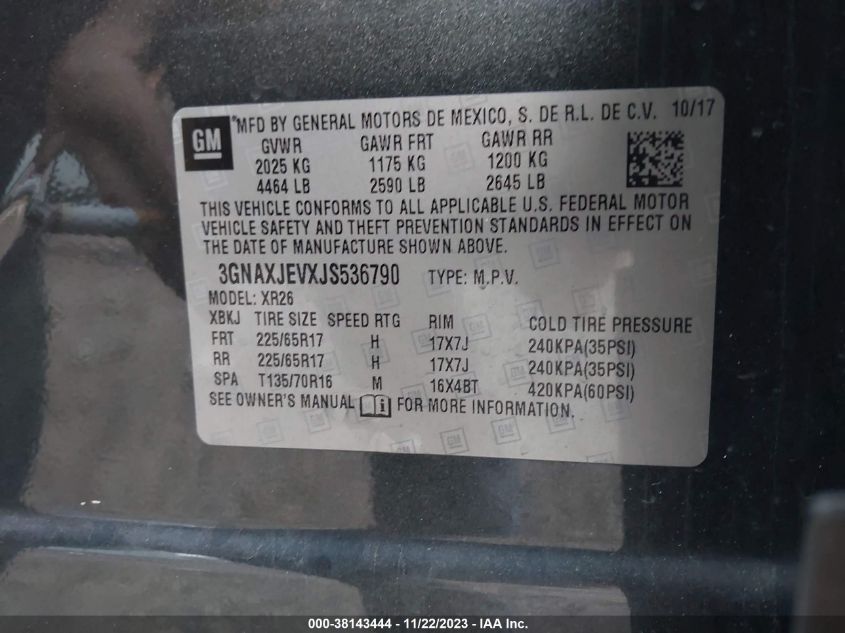 GM *MFD BY GENERAL MOTORS DE MEXICO, S. DE R.L. DE C.V. 10/17
GVWR GAWR FRT GAWR RR
2025 KG 1175 KG 1200 KG
4464 LB 2590 LB 2645 LB
THIS VEHICLE CONFORMS TO ALL APPLICABLE U.S. FEDERAL MOTOR
VEHICLE SAFETY AND THEFT PREVENTION STANDARDS IN EFFECT ON
THE DATE OF MANUFACTURE SHOWN ABOVE.
3GNAXJEVXJS536790 TYPE: M.P.V.
MODEL: XR26
XBKJ TIRE SIZE SPEED RTG RIM COLD TIRE PRESSURE
FRT 225/65R17 H 17X7J 240KPA(35PSI)
RR 225/65R17 H 17X7J 240KPA(35PSI)
SPA T135/70R16 M 16X4BT 420KPA(60PSI)
SEE OWNER'S MANUAL i FOR MORE INFORMATION.
000-38143444 - 11/22/2023 - IAA Inc.